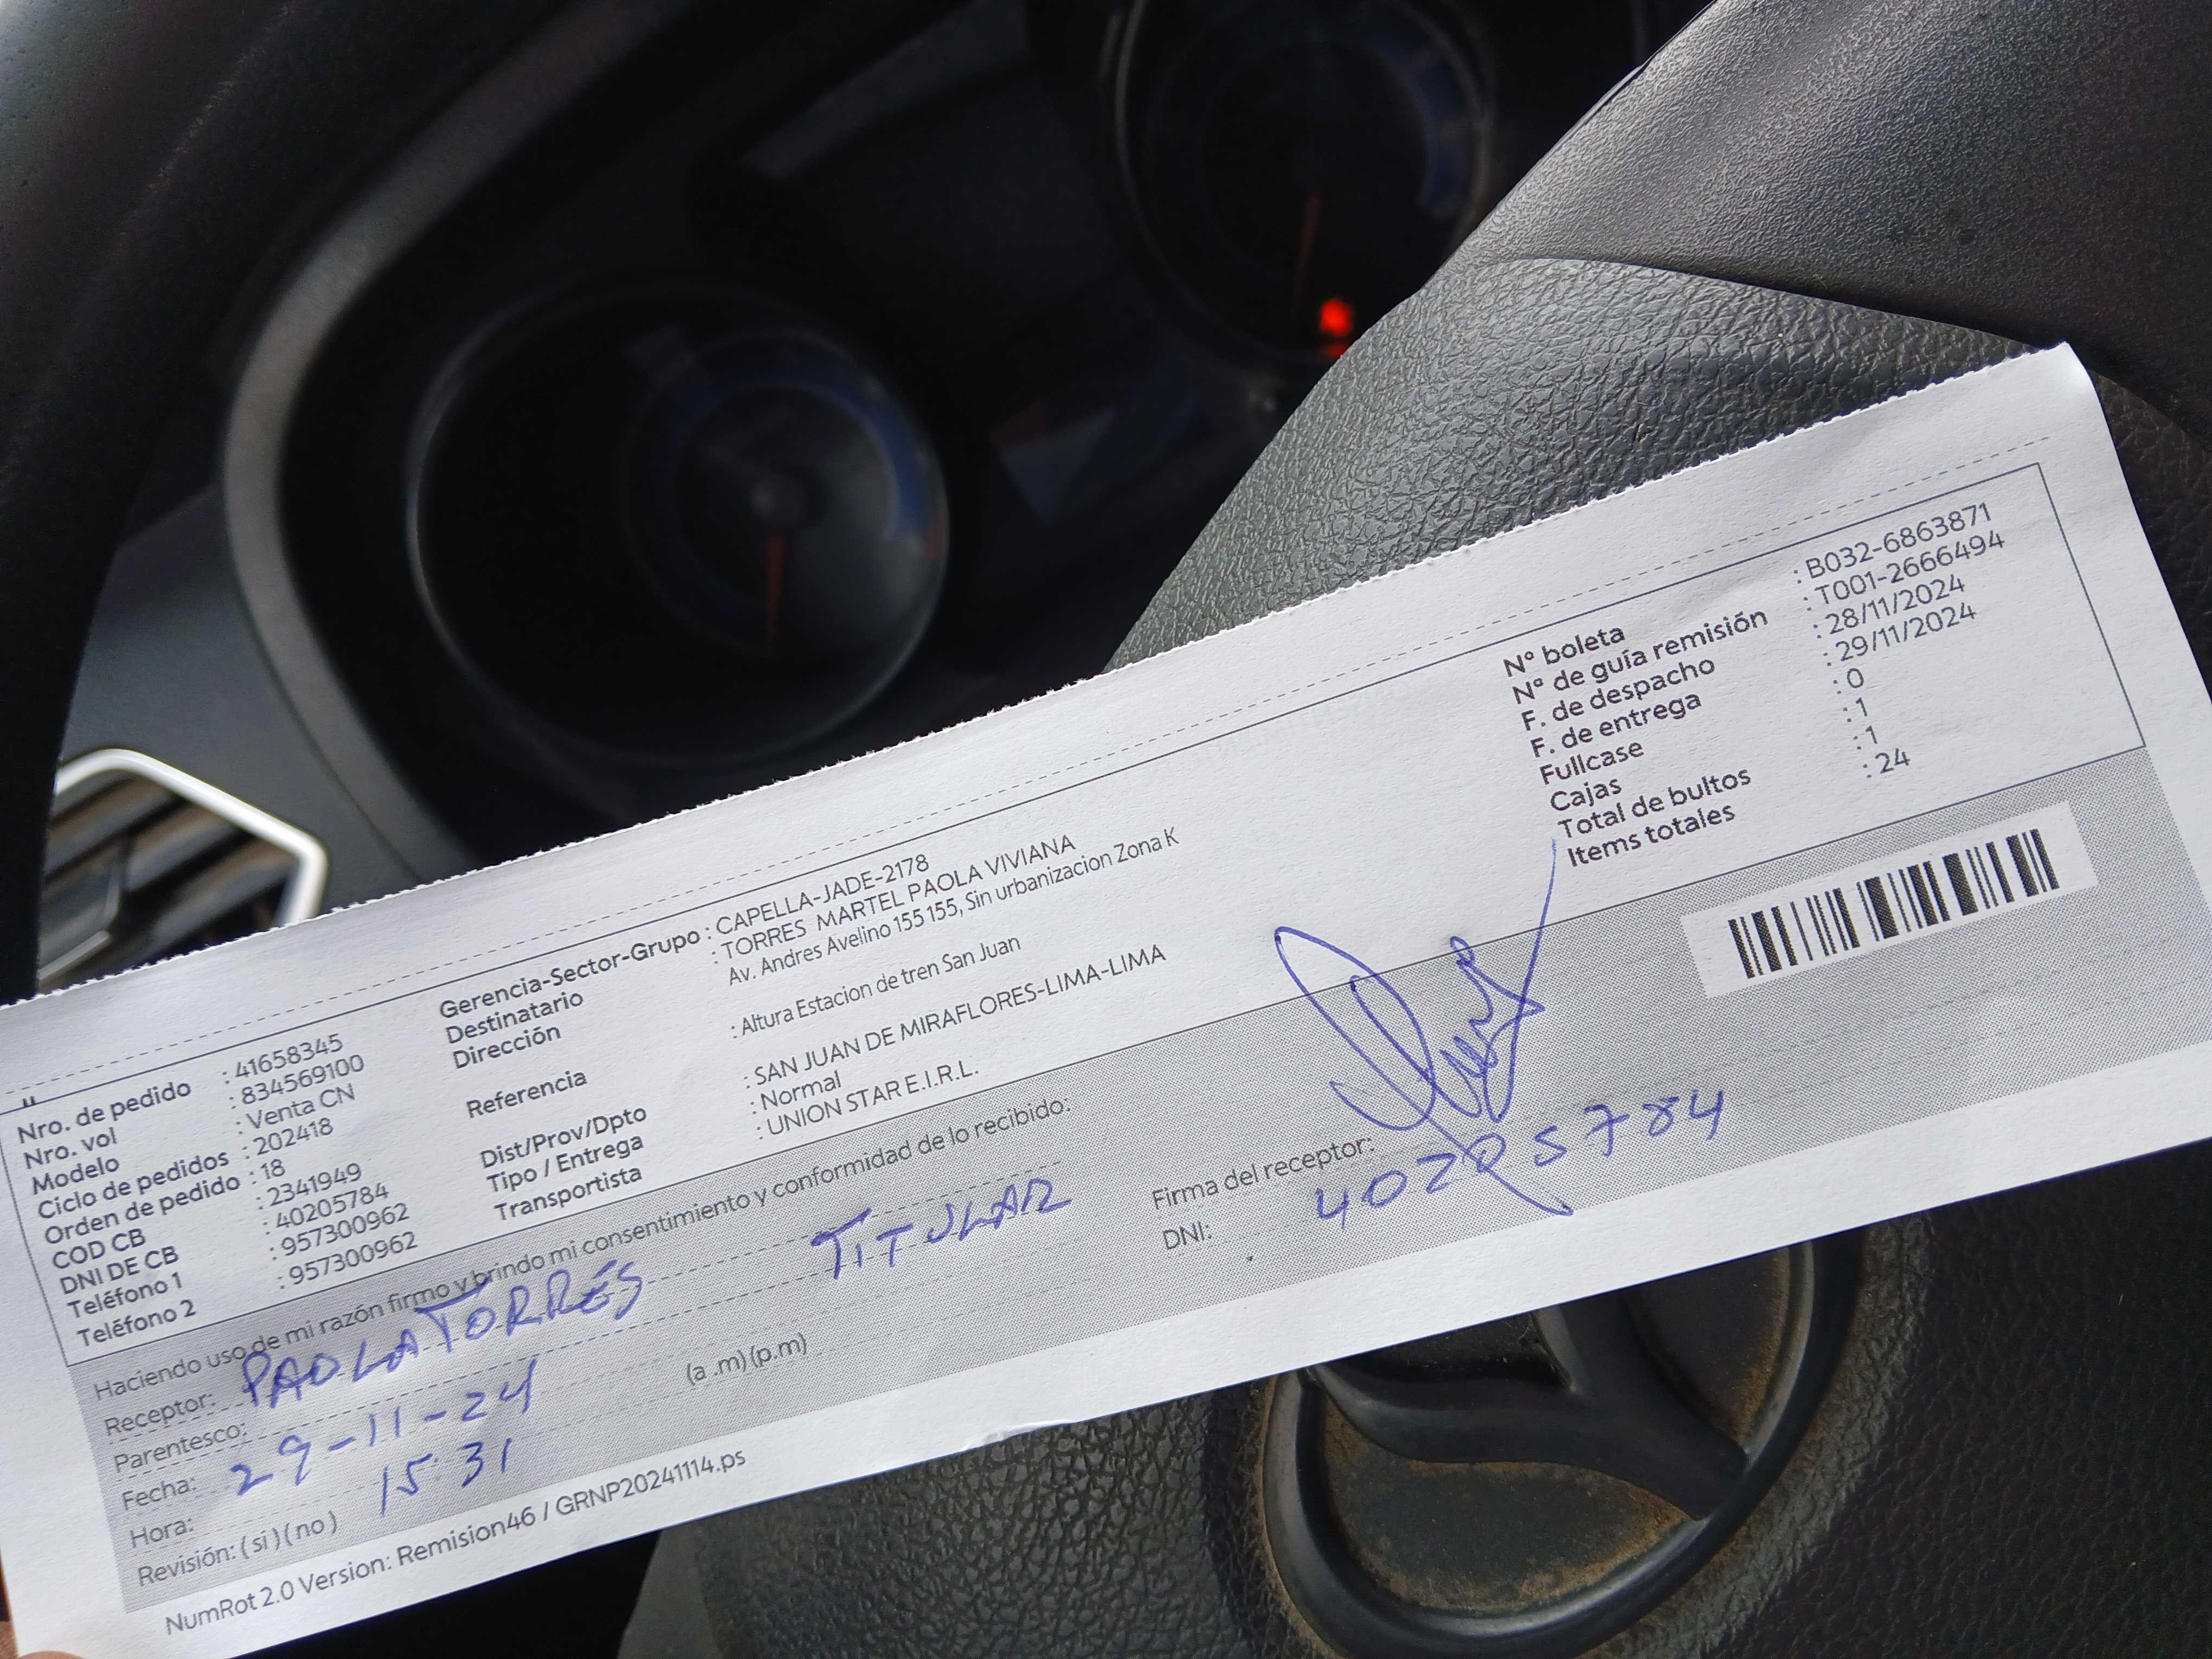 Nro. de pedido : 41658345
Nro. vol : 834569100
Modelo : Venta CN
Ciclo de pedidos : 202418
Orden de pedido : 18
COD CB : 2341949
DNI DE CB : 40205784
Teléfono 1 : 957300962
Teléfono 2 : 957300962
Gerencia-Sector-Grupo : CAPELLA-JADE-2178
Destinatario : TORRES MARTEL PAOLA VIVIANA
Dirección Av. Andres Avelino 155 155, Sin urbanizacion Zona K
Referencia : Altura Estacion de tren San Juan
Dist/Prov/Dpto : SAN JUAN DE MIRAFLORES-LIMA-LIMA
Tipo / Entrega : Normal
Transportista : UNION STAR E.I.R.L.
N° boleta : B032-6863871
N° de guía remisión : T001-2666494
F. de despacho : 28/11/2024
F. de entrega : 29/11/2024
Fullcase : 0
Cajas : 1
Total de bultos : 1
Items totales : 24
Haciendo uso de mi razón firmo y brindo mi consentimiento y conformidad de lo recibido:
Receptor: PAOLA TORRÉS
Parentesco: TITULAR
Fecha: 29-11-24
Hora: 15:31 (a .m) (p.m)
Revisión: ( si ) ( no )
Firma del receptor:
DNI: 40205784
NumRot 2.0 Version: Remision46 / GRNP20241114.ps